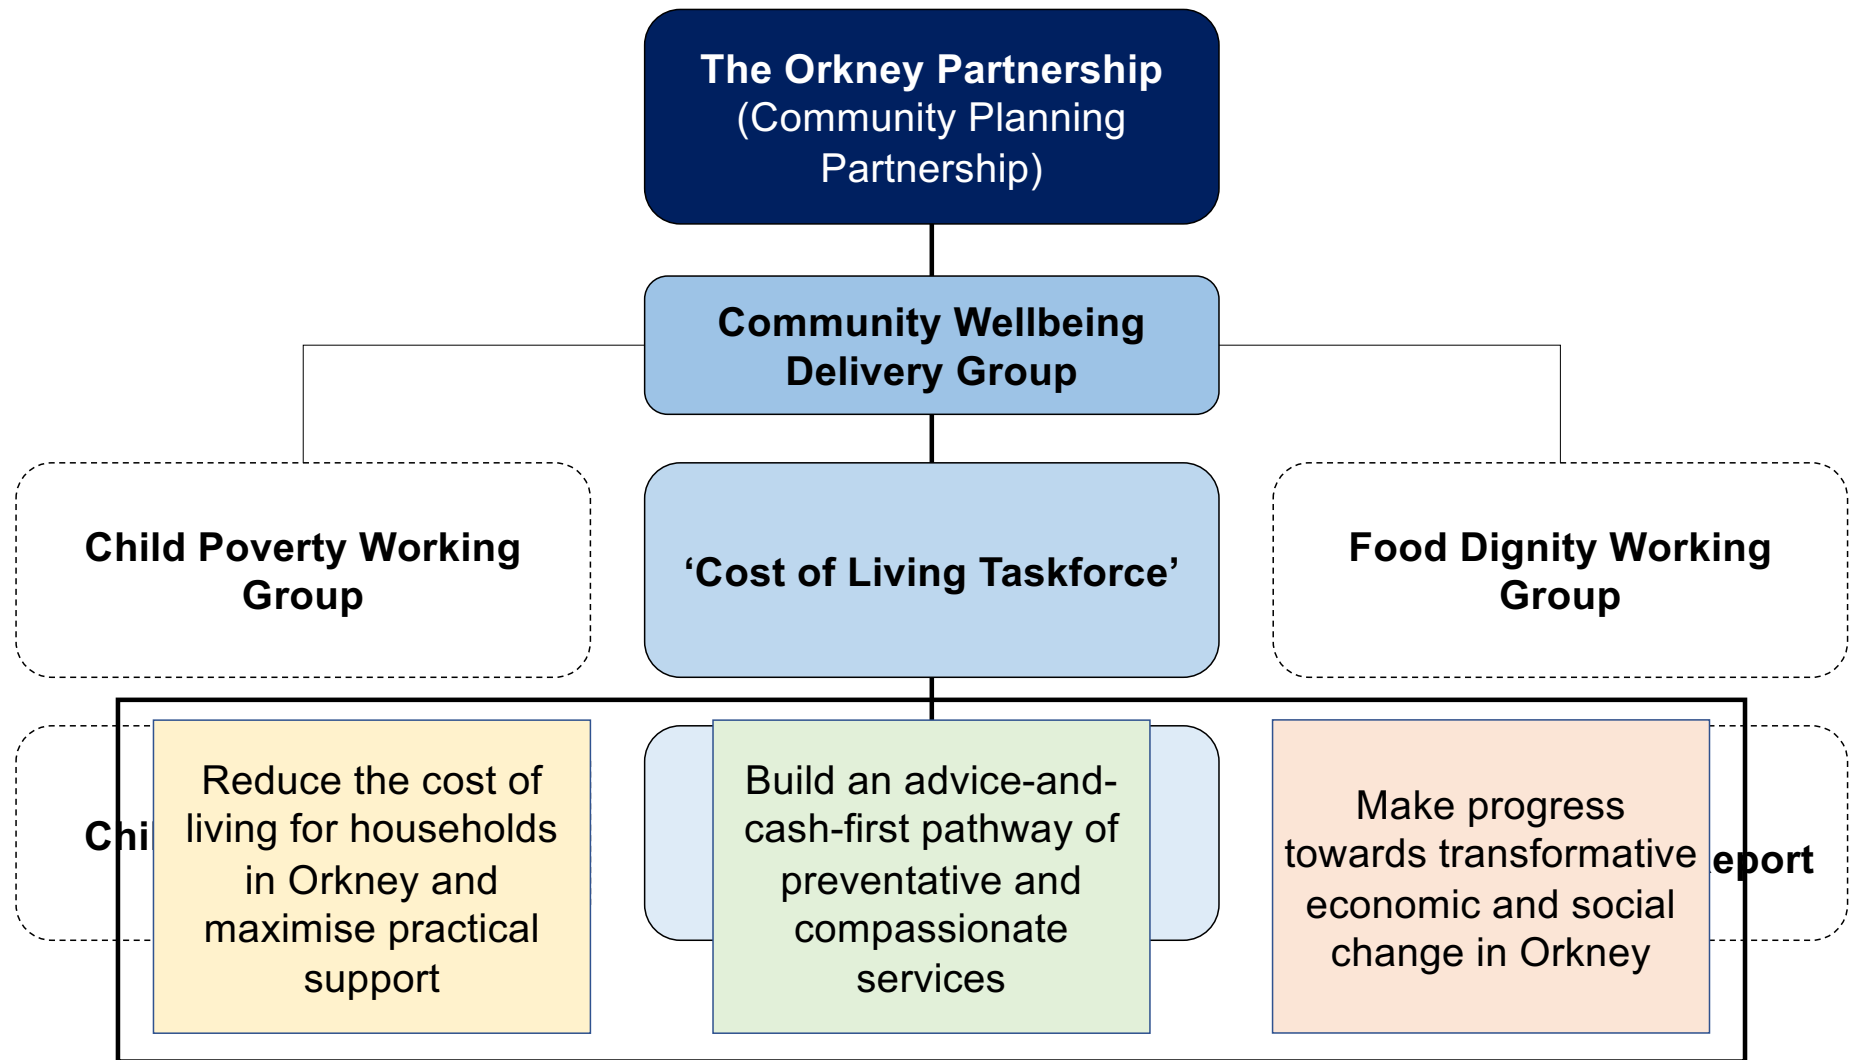 The Orkney Partnership
(Community Planning
Partnership)
Community Wellbeing
Delivery Group
Child Poverty Working
Group
‘Cost of Living Taskforce’
Food Dignity Working
Group
Reduce the cost of
living for households
in Orkney and
maximise practical
support
Build an advice-and-
cash-first pathway of
preventative and
compassionate
services
Make progress
towards transformative
economic and social
change in Orkney